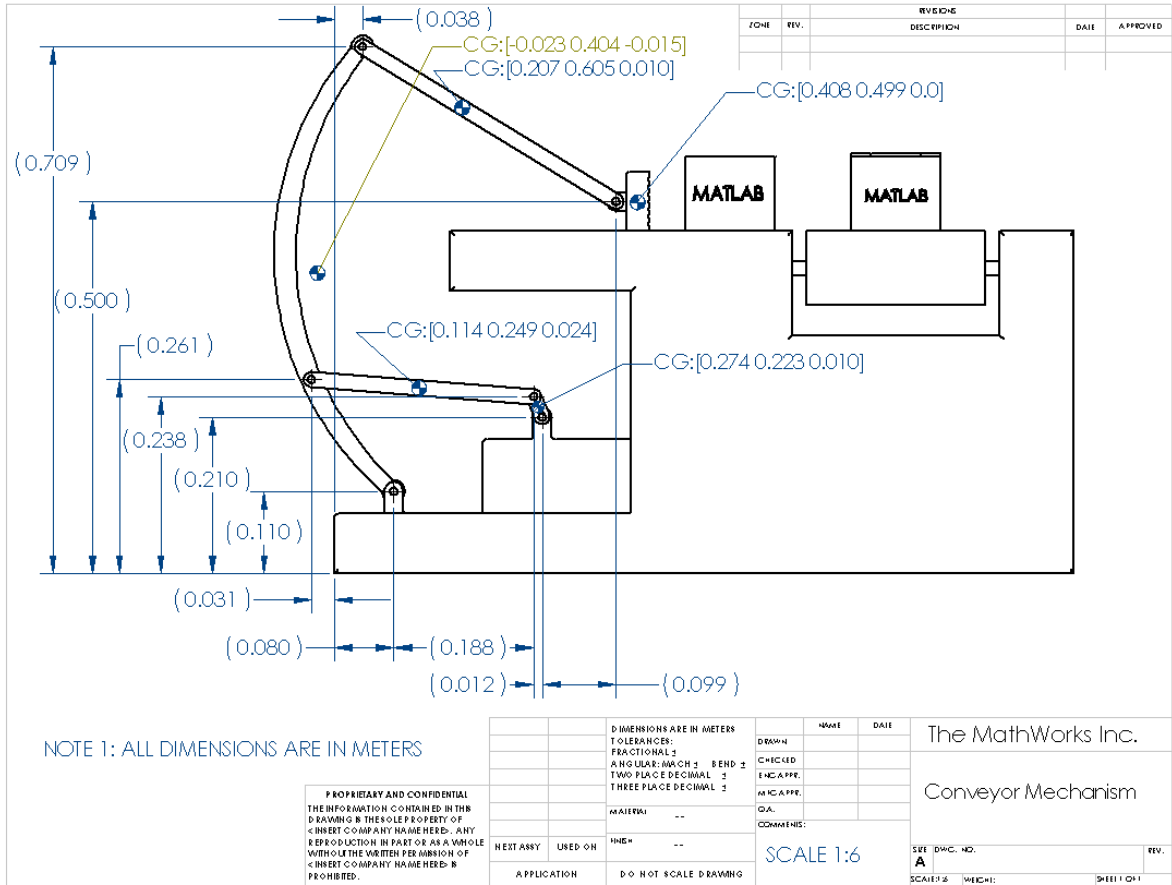 REVISIONS
ZONE REV. DESCRIPTION DATE APPROVED
( 0.038 )
CG:[-0.023 0.404 -0.015]
CG:[0.207 0.605 0.010]
CG:[0.408 0.499 0.0]
( 0.709 )
MATLAB
MATLAB
( 0.500 )
CG:[0.114 0.249 0.024]
( 0.261 )
CG:[0.274 0.223 0.010]
( 0.238 )
( 0.210 )
( 0.110 )
( 0.031 )
( 0.080 )
( 0.188 )
( 0.012 )
( 0.099 )
NOTE 1: ALL DIMENSIONS ARE IN METERS
PROPRIETARY AND CONFIDENTIAL
THE INFORMATION CONTAINED IN THIS
DRAWING IS THE SOLE PROPERTY OF
<INSERT COMPANY NAME HERE>. ANY
REPRODUCTION IN PART OR AS A WHOLE
WITHOUT THE WRITTEN PERMISSION OF
<INSERT COMPANY NAME HERE> IS
PROHIBITED.
NEXT ASSY USED ON
APPLICATION
DIMENSIONS ARE IN METERS
TOLERANCES:
FRACTIONAL ±
ANGULAR: MACH ± BEND ±
TWO PLACE DECIMAL ±
THREE PLACE DECIMAL ±
MATERIAL --
FINISH --
DO NOT SCALE DRAWING
NAME DATE
DRAWN
CHECKED
ENG APPR.
MFG APPR.
Q.A.
COMMENTS:
SCALE 1:6
The MathWorks Inc.
Conveyor Mechanism
SIZE DWG. NO. REV.
A
SCALE:1:6 WEIGHT: SHEET 1 OF 1